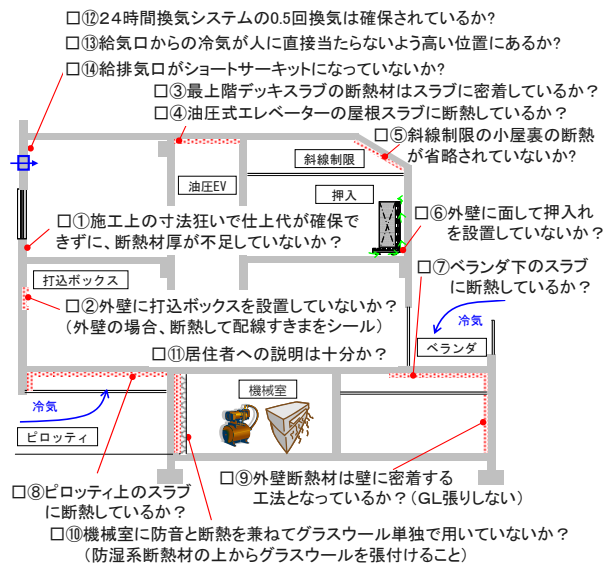 □⑫24時間換気システムの0.5回換気は確保されているか?
□⑬給気口からの冷気が人に直接当たらないよう高い位置にあるか?
□⑭給排気口がショートサーキットになっていないか?
□③最上階デッキスラブの断熱材はスラブに密着しているか?
□④油圧式エレベーターの屋根スラブに断熱しているか?
□⑤斜線制限の小屋裏の断熱
が省略されていないか?
斜線制限
油圧EV
押入
□①施工上の寸法狂いで仕上代が確保で
きずに、断熱材厚が不足していないか?
□⑥外壁に面して押入れ
を設置していないか?
□⑦ベランダ下のスラブ
に断熱しているか?
打込ボックス
□②外壁に打込ボックスを設置していないか?
(外壁の場合、断熱して配線すきまをシール)
冷気
ベランダ
□⑪居住者への説明は十分か?
機械室
冷気
ピロッティ
□⑨外壁断熱材は壁に密着する
工法となっているか?(GL張りしない)
□⑧ピロッティ上のスラブ
に断熱しているか?
□⑩機械室に防音と断熱を兼ねてグラスウール単独で用いていないか?
(防湿系断熱材の上からグラスウールを張付けること)